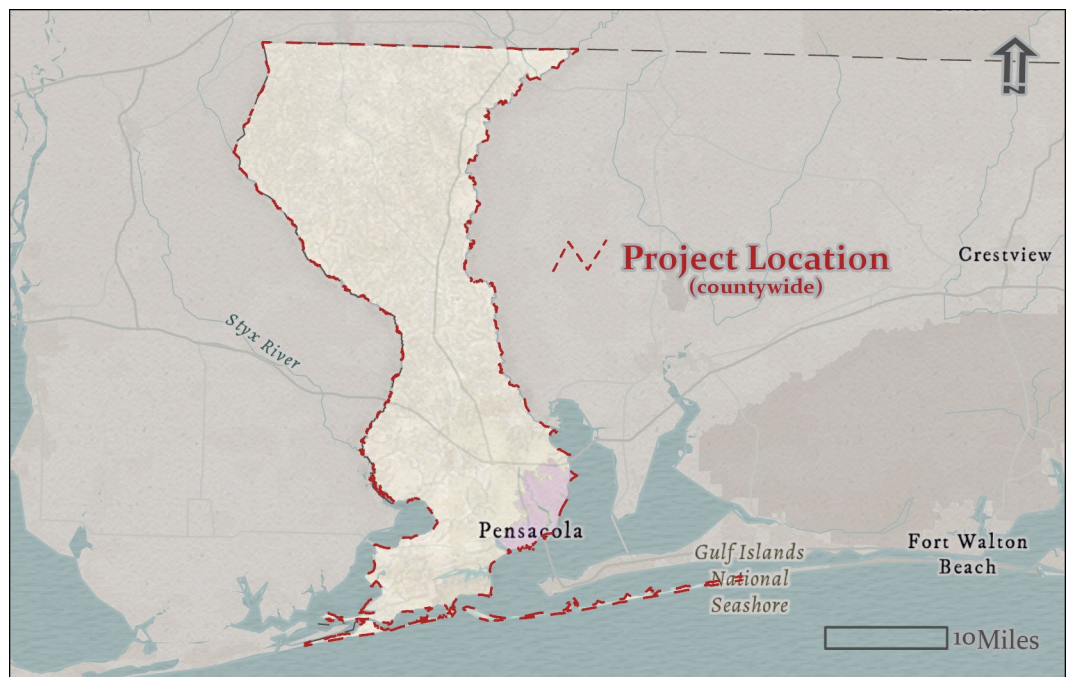 N
Project Location
(countywide)
Crestview
Styx River
Pensacola
Gulf Islands
National
Seashore
Fort Walton
Beach
10Miles